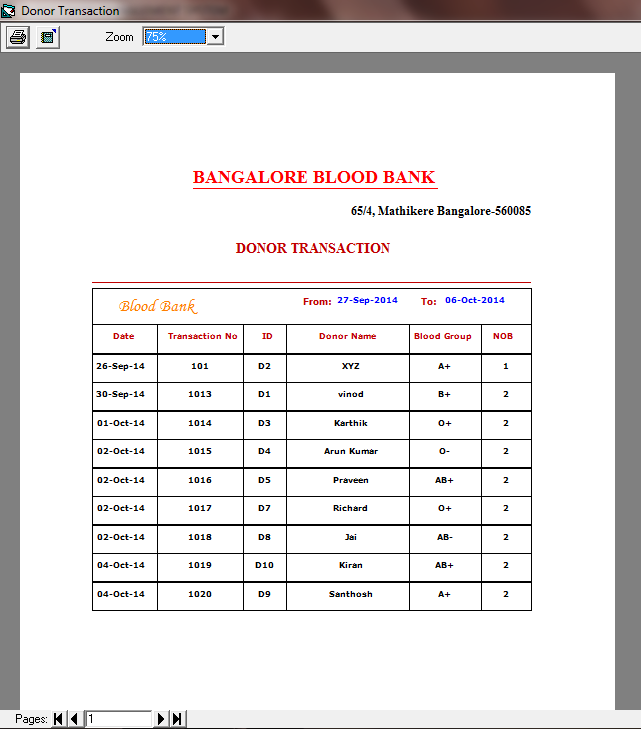 Donor Transaction
Zoom 75%
BANGALORE BLOOD BANK
65/4, Mathikere Bangalore-560085
DONOR TRANSACTION
Blood Bank From: 27-Sep-2014 To: 06-Oct-2014
Date Transaction No ID Donor Name Blood Group NOB
26-Sep-14 101 D2 XYZ A+ 1
30-Sep-14 1013 D1 vinod B+ 2
01-Oct-14 1014 D3 Karthik O+ 2
02-Oct-14 1015 D4 Arun Kumar O- 2
02-Oct-14 1016 D5 Praveen AB+ 2
02-Oct-14 1017 D7 Richard O+ 2
02-Oct-14 1018 D8 Jai AB- 2
04-Oct-14 1019 D10 Kiran AB+ 2
04-Oct-14 1020 D9 Santhosh A+ 2
Pages: 1